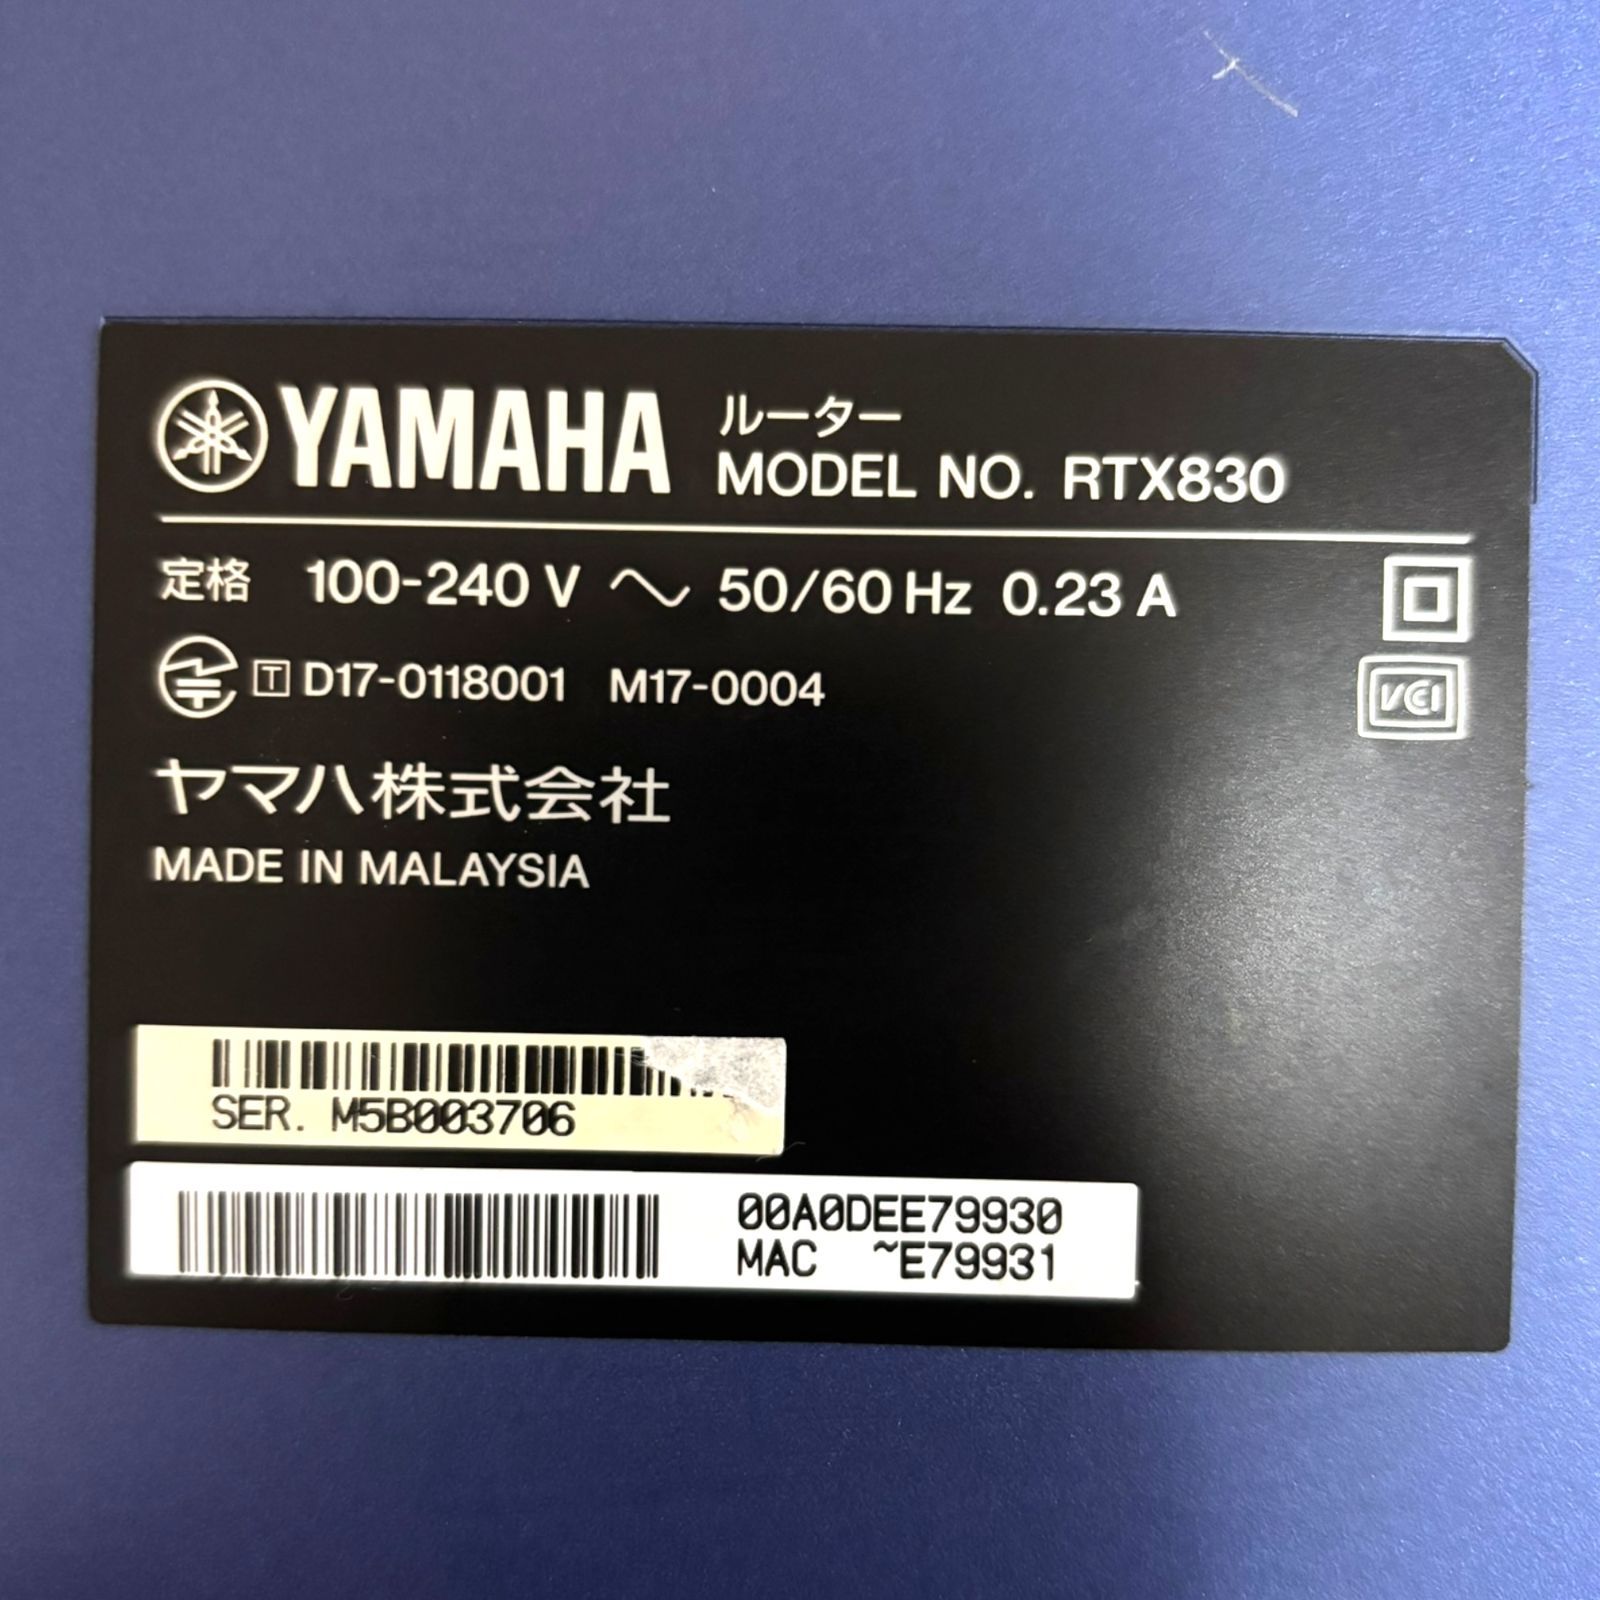 YAMAHA
ルーター
MODEL NO. RTX830
定格 100-240 V ～ 50/60 Hz 0.23 A
T D17-0118001 M17-0004
VCI
ヤマハ株式会社
MADE IN MALAYSIA
SER. M5B003706
00A0DEE79930
MAC ~E79931